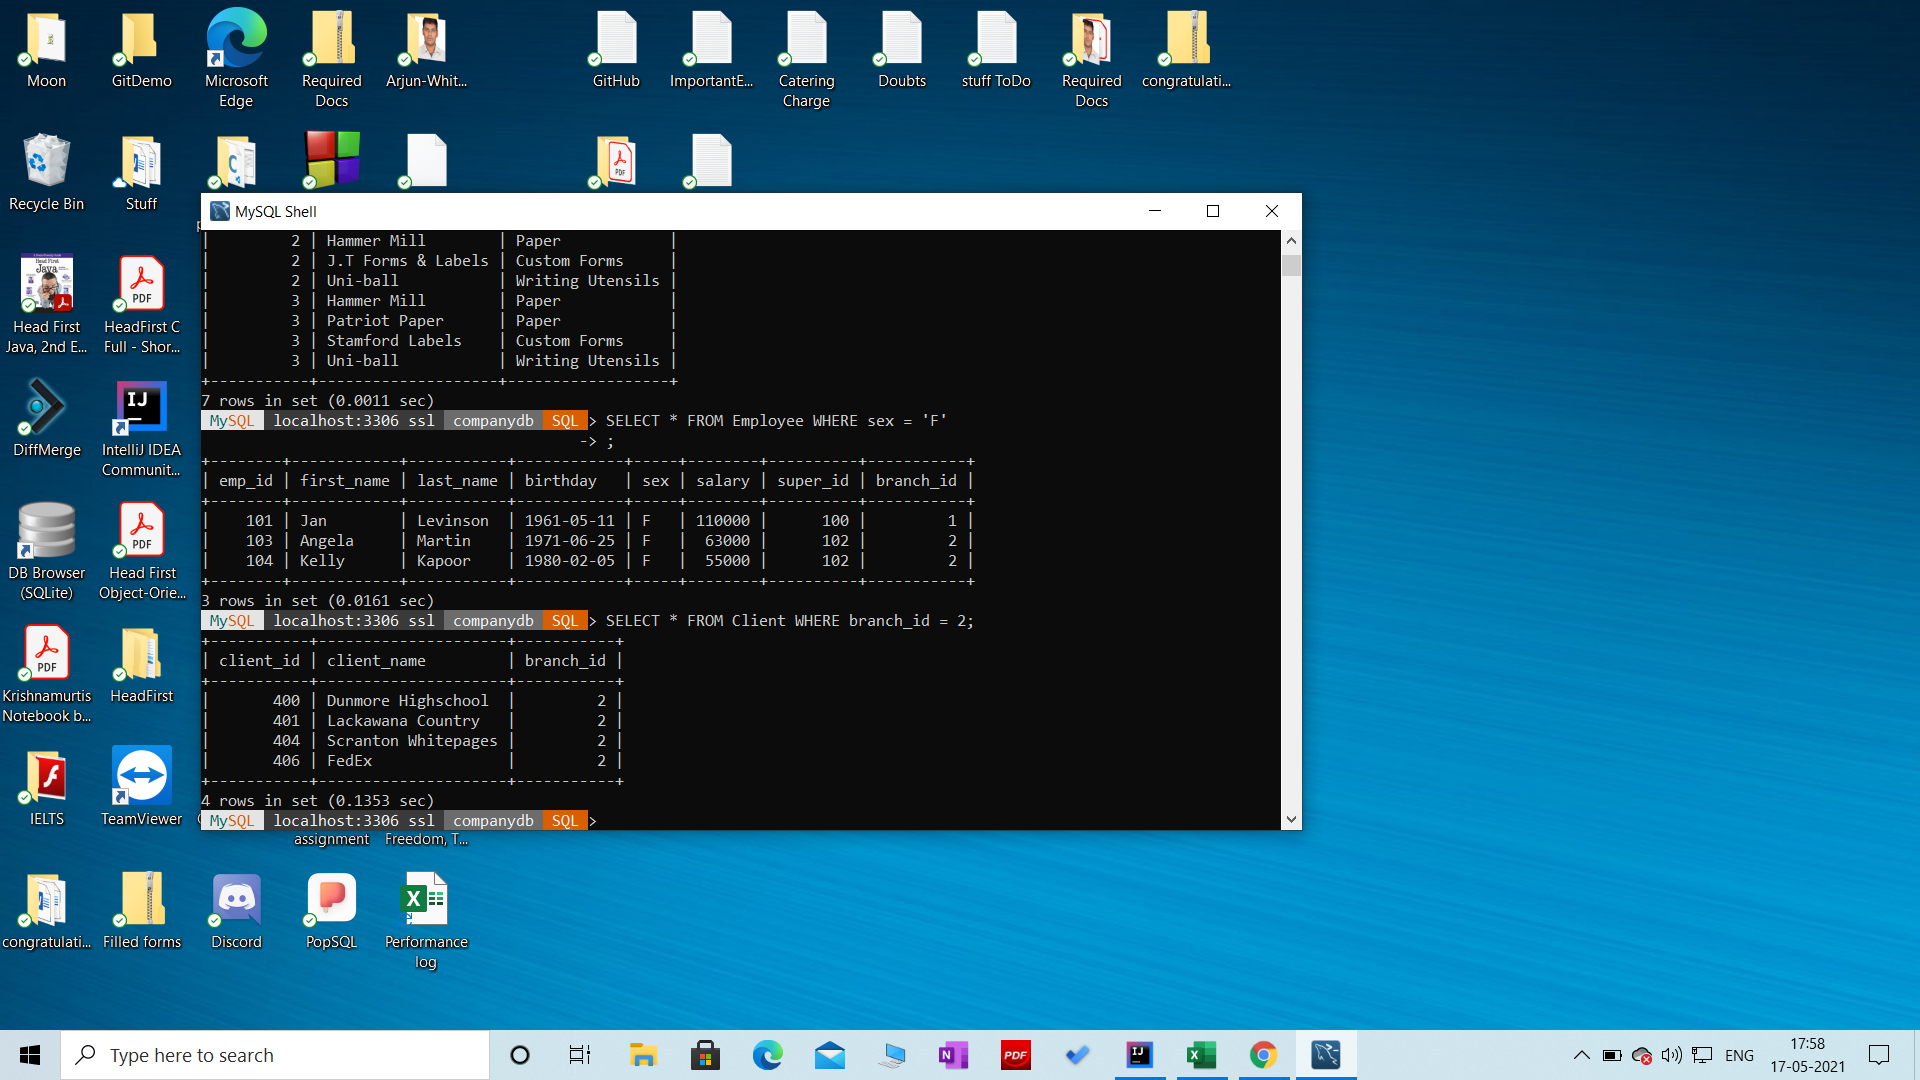 Moon
GitDemo
Microsoft Edge
Required Docs
Arjun-Whit...
GitHub
ImportantE...
Catering Charge
Doubts
stuff ToDo
Required Docs
congratulati...
Recycle Bin
Stuff
MySQL Shell
|         2 | Hammer Mill        | Paper            |
|         2 | J.T Forms & Labels | Custom Forms     |
|         2 | Uni-ball           | Writing Utensils |
|         3 | Hammer Mill        | Paper            |
|         3 | Patriot Paper      | Paper            |
|         3 | Stamford Labels    | Custom Forms     |
|         3 | Uni-ball           | Writing Utensils |
+-----------+--------------------+------------------+
7 rows in set (0.0011 sec)
MySQL localhost:3306 ssl companydb SQL > SELECT * FROM Employee WHERE sex = 'F'
-> ;
+--------+------------+-----------+------------+-----+--------+----------+-----------+
| emp_id | first_name | last_name | birthday   | sex | salary | super_id | branch_id |
+--------+------------+-----------+------------+-----+--------+----------+-----------+
|    101 | Jan        | Levinson  | 1961-05-11 | F   | 110000 |      100 |         1 |
|    103 | Angela     | Martin    | 1971-06-25 | F   |  63000 |      102 |         2 |
|    104 | Kelly      | Kapoor    | 1980-02-05 | F   |  55000 |      102 |         2 |
+--------+------------+-----------+------------+-----+--------+----------+-----------+
3 rows in set (0.0161 sec)
MySQL localhost:3306 ssl companydb SQL > SELECT * FROM Client WHERE branch_id = 2;
+-----------+---------------------+-----------+
| client_id | client_name         | branch_id |
+-----------+---------------------+-----------+
|       400 | Dunmore Highschool  |         2 |
|       401 | Lackawana Country   |         2 |
|       404 | Scranton Whitepages |         2 |
|       406 | FedEx               |         2 |
+-----------+---------------------+-----------+
4 rows in set (0.1353 sec)
MySQL localhost:3306 ssl companydb SQL >
Head First Java, 2nd E...
HeadFirst C Full - Shor...
DiffMerge
IntelliJ IDEA Communit...
DB Browser (SQLite)
Head First Object-Orie...
Krishnamurtis Notebook b...
HeadFirst
IELTS
TeamViewer
assignment
Freedom, T...
congratulati...
Filled forms
Discord
PopSQL
Performance log
Type here to search
ENG
17:58
17-05-2021